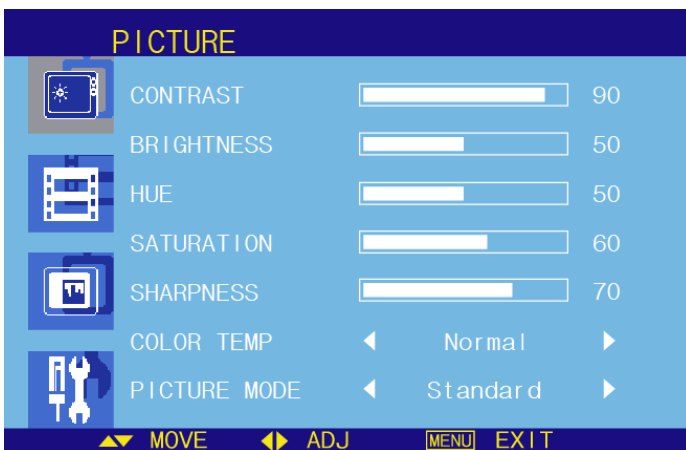 PICTURE
CONTRAST 90
BRIGHTNESS 50
HUE 50
SATURATION 60
SHARPNESS 70
COLOR TEMP Normal
PICTURE MODE Standard
MOVE ADJ MENU EXIT